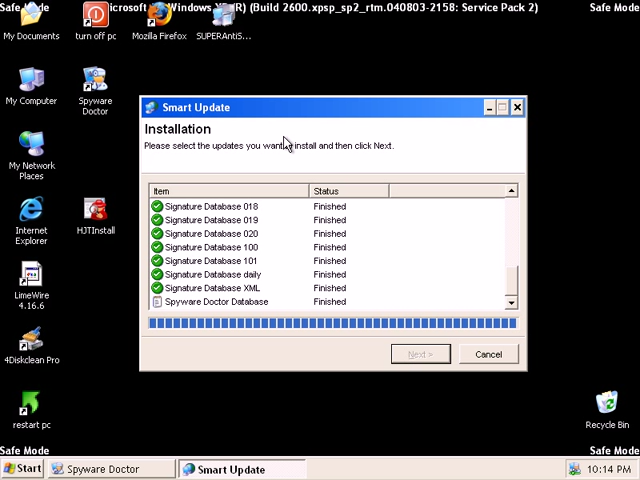 Safe Mode
Microsoft Windows XP (R) (Build 2600.xpsp_sp2_rtm.040803-2158: Service Pack 2)
Safe Mode
My Documents
turn off pc
Mozilla Firefox
SUPERAntiS...
My Computer
Spyware Doctor
My Network Places
Internet Explorer
HJTInstall
LimeWire 4.16.6
4Diskclean Pro
restart pc
Recycle Bin
Smart Update
Installation
Please select the updates you want to install and then click Next.
Item Status
Signature Database 018 Finished
Signature Database 019 Finished
Signature Database 020 Finished
Signature Database 100 Finished
Signature Database 101 Finished
Signature Database daily Finished
Signature Database XML Finished
Spyware Doctor Database Finished
Next >
Cancel
Safe Mode
Safe Mode
Start
Spyware Doctor
Smart Update
10:14 PM